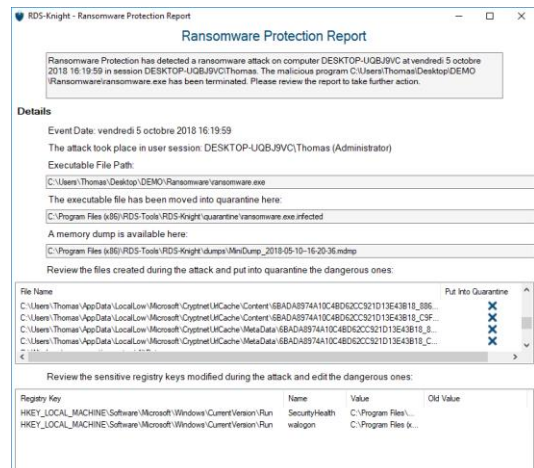 RDS-Knight - Ransomware Protection Report
Ransomware Protection Report
Ransomware Protection has detected a ransomware attack on computer DESKTOP-UQBJ9VC at vendredi 5 octobre
2018 16:19:59 in session DESKTOP-UQBJ9VC\Thomas. The malicious program C:\Users\Thomas\Desktop\DEMO
\Ransomware\ransomware.exe has been terminated. Please review the report to take further action.
Details
Event Date: vendredi 5 octobre 2018 16:19:59
The attack took place in user session: DESKTOP-UQBJ9VC\Thomas (Administrator)
Executable File Path:
C:\Users\Thomas\Desktop\DEMO\Ransomware\ransomware.exe
The executable file has been moved into quarantine here:
C:\Program Files (x86)\RDS-Tools\RDS-Knight\quarantine\ransomware.exe.infected
A memory dump is available here:
C:\Program Files (x86)\RDS-Tools\RDS-Knight\dumps\MiniDump_2018-05-10--16-20-36.mdmp
Review the files created during the attack and put into quarantine the dangerous ones:
File Name Put Into Quarantine
C:\Users\Thomas\AppData\LocalLow\Microsoft\CryptnetUrlCache\Content\6BADA8974A10C4BD62CC921D13E43B18_886...
C:\Users\Thomas\AppData\LocalLow\Microsoft\CryptnetUrlCache\Content\6BADA8974A10C4BD62CC921D13E43B18_C9F...
C:\Users\Thomas\AppData\LocalLow\Microsoft\CryptnetUrlCache\MetaData\6BADA8974A10C4BD62CC921D13E43B18_8...
C:\Users\Thomas\AppData\LocalLow\Microsoft\CryptnetUrlCache\MetaData\6BADA8974A10C4BD62CC921D13E43B18_C...
Review the sensitive registry keys modified during the attack and edit the dangerous ones:
Registry Key Name Value Old Value
HKEY_LOCAL_MACHINE\Software\Microsoft\Windows\CurrentVersion\Run SecurityHealth C:\Program Files\...
HKEY_LOCAL_MACHINE\Software\Microsoft\Windows\CurrentVersion\Run walogon C:\Program Files (x...